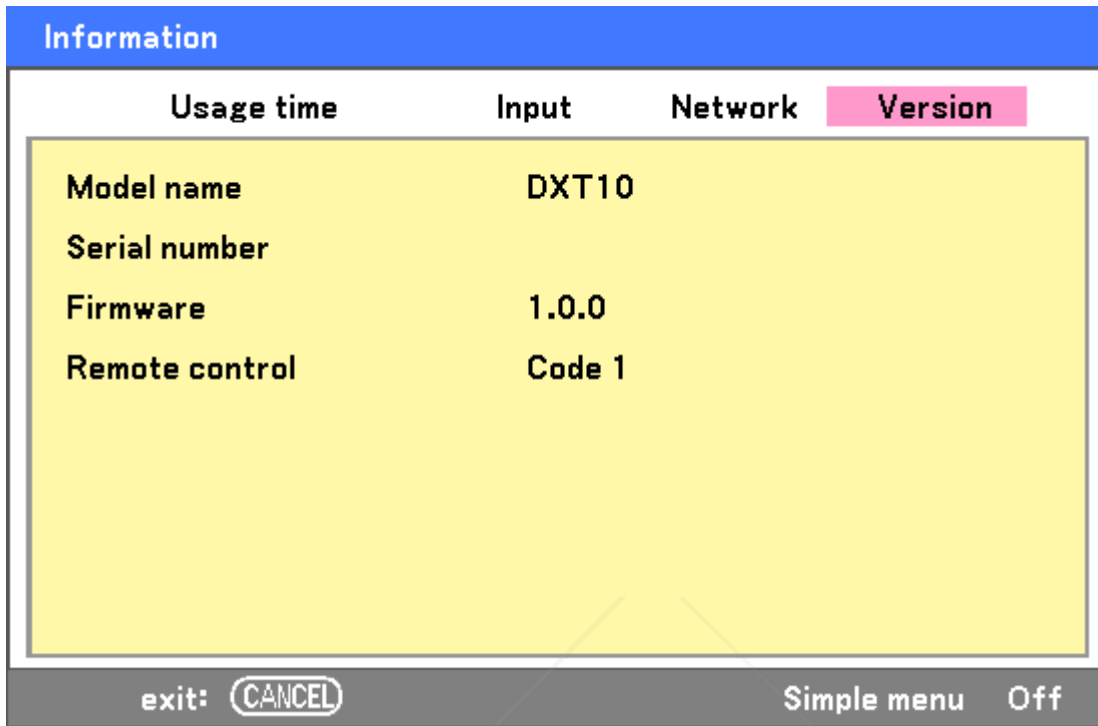 Information
Usage time Input Network Version
Model name DXT10
Serial number
Firmware 1.0.0
Remote control Code 1
exit: CANCEL Simple menu Off